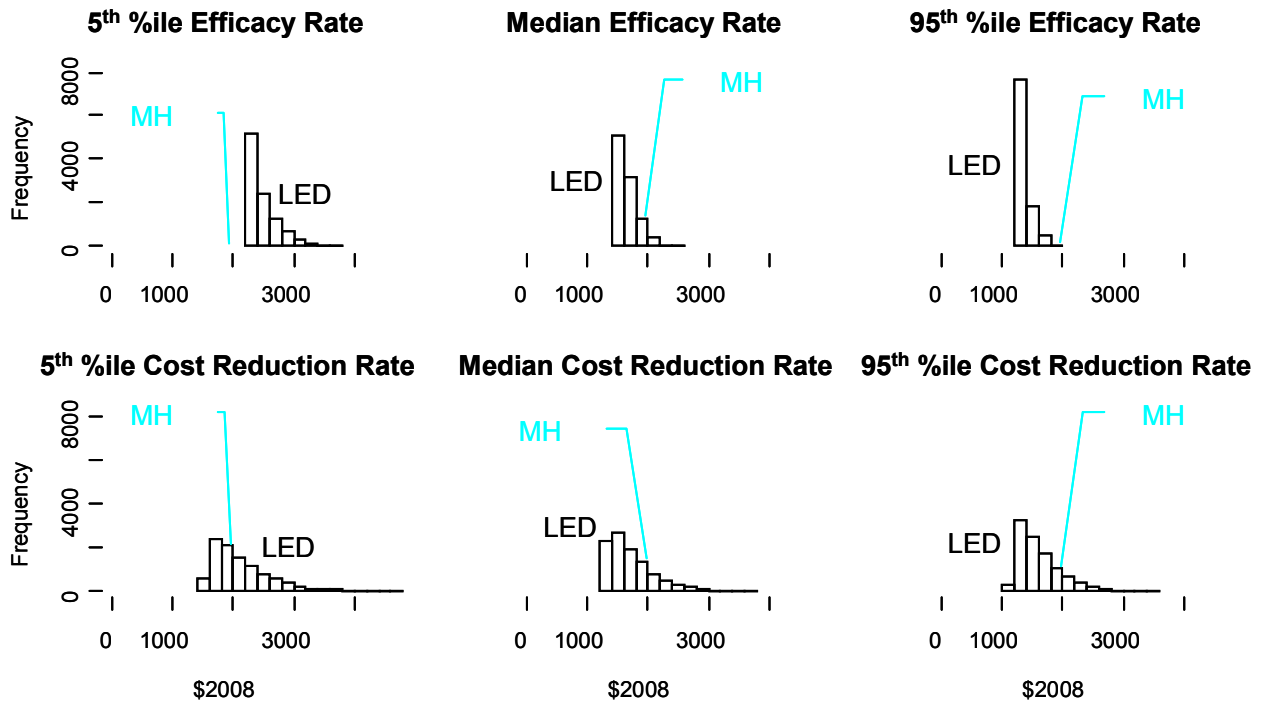 5th %ile Efficacy Rate
Median Efficacy Rate
95th %ile Efficacy Rate
Frequency
8000
4000
0
MH
LED
0 1000 3000
LED
MH
0 1000 3000
LED
MH
0 1000 3000
5th %ile Cost Reduction Rate
Median Cost Reduction Rate
95th %ile Cost Reduction Rate
Frequency
8000
4000
0
MH
LED
0 1000 3000
$2008
MH
LED
0 1000 3000
$2008
MH
LED
0 1000 3000
$2008